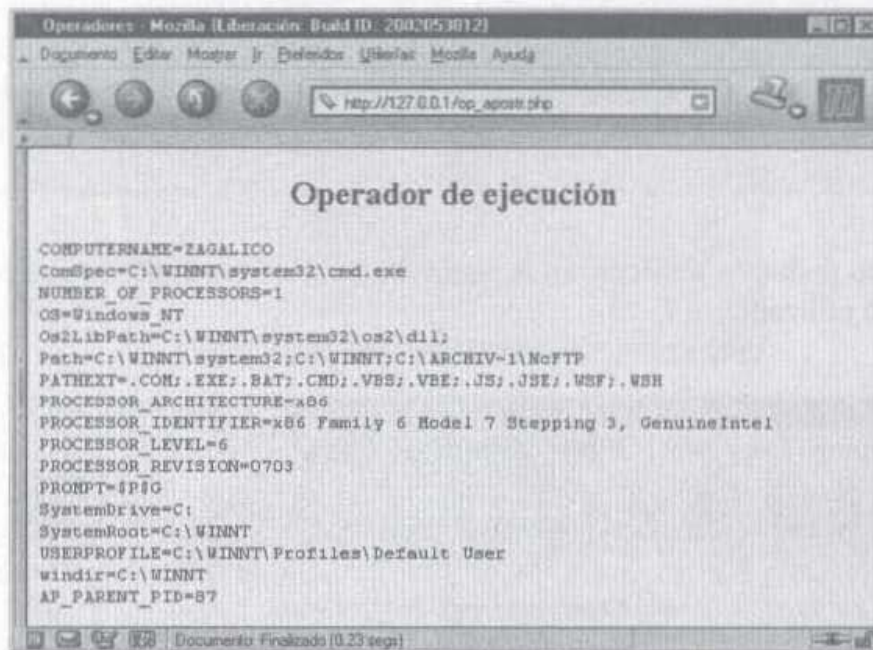 Operadores - Mozilla {Liberación: Build ID: 2002053012}
Documento Editar Mostrar Ir Preferidos Utilerías Mozilla Ayuda
http://127.0.0.1/op_apostr.php
Operador de ejecución
COMPUTERNAME=ZAGALICO
ComSpec=C:\WINNT\system32\cmd.exe
NUMBER_OF_PROCESSORS=1
OS=Windows_NT
Os2LibPath=C:\WINNT\system32\os2\dll;
Path=C:\WINNT\system32;C:\WINNT;C:\ARCHIV~1\NcFTP
PATHEXT=.COM;.EXE;.BAT;.CMD;.VBS;.VBE;.JS;.JSE;.WSF;.WSH
PROCESSOR_ARCHITECTURE=x86
PROCESSOR_IDENTIFIER=x86 Family 6 Model 7 Stepping 3, GenuineIntel
PROCESSOR_LEVEL=6
PROCESSOR_REVISION=0703
PROMPT=$P$G
SystemDrive=C:
SystemRoot=C:\WINNT
USERPROFILE=C:\WINNT\Profiles\Default User
windir=C:\WINNT
AP_PARENT_PID=87
Documento: Finalizado (0.23 segs)